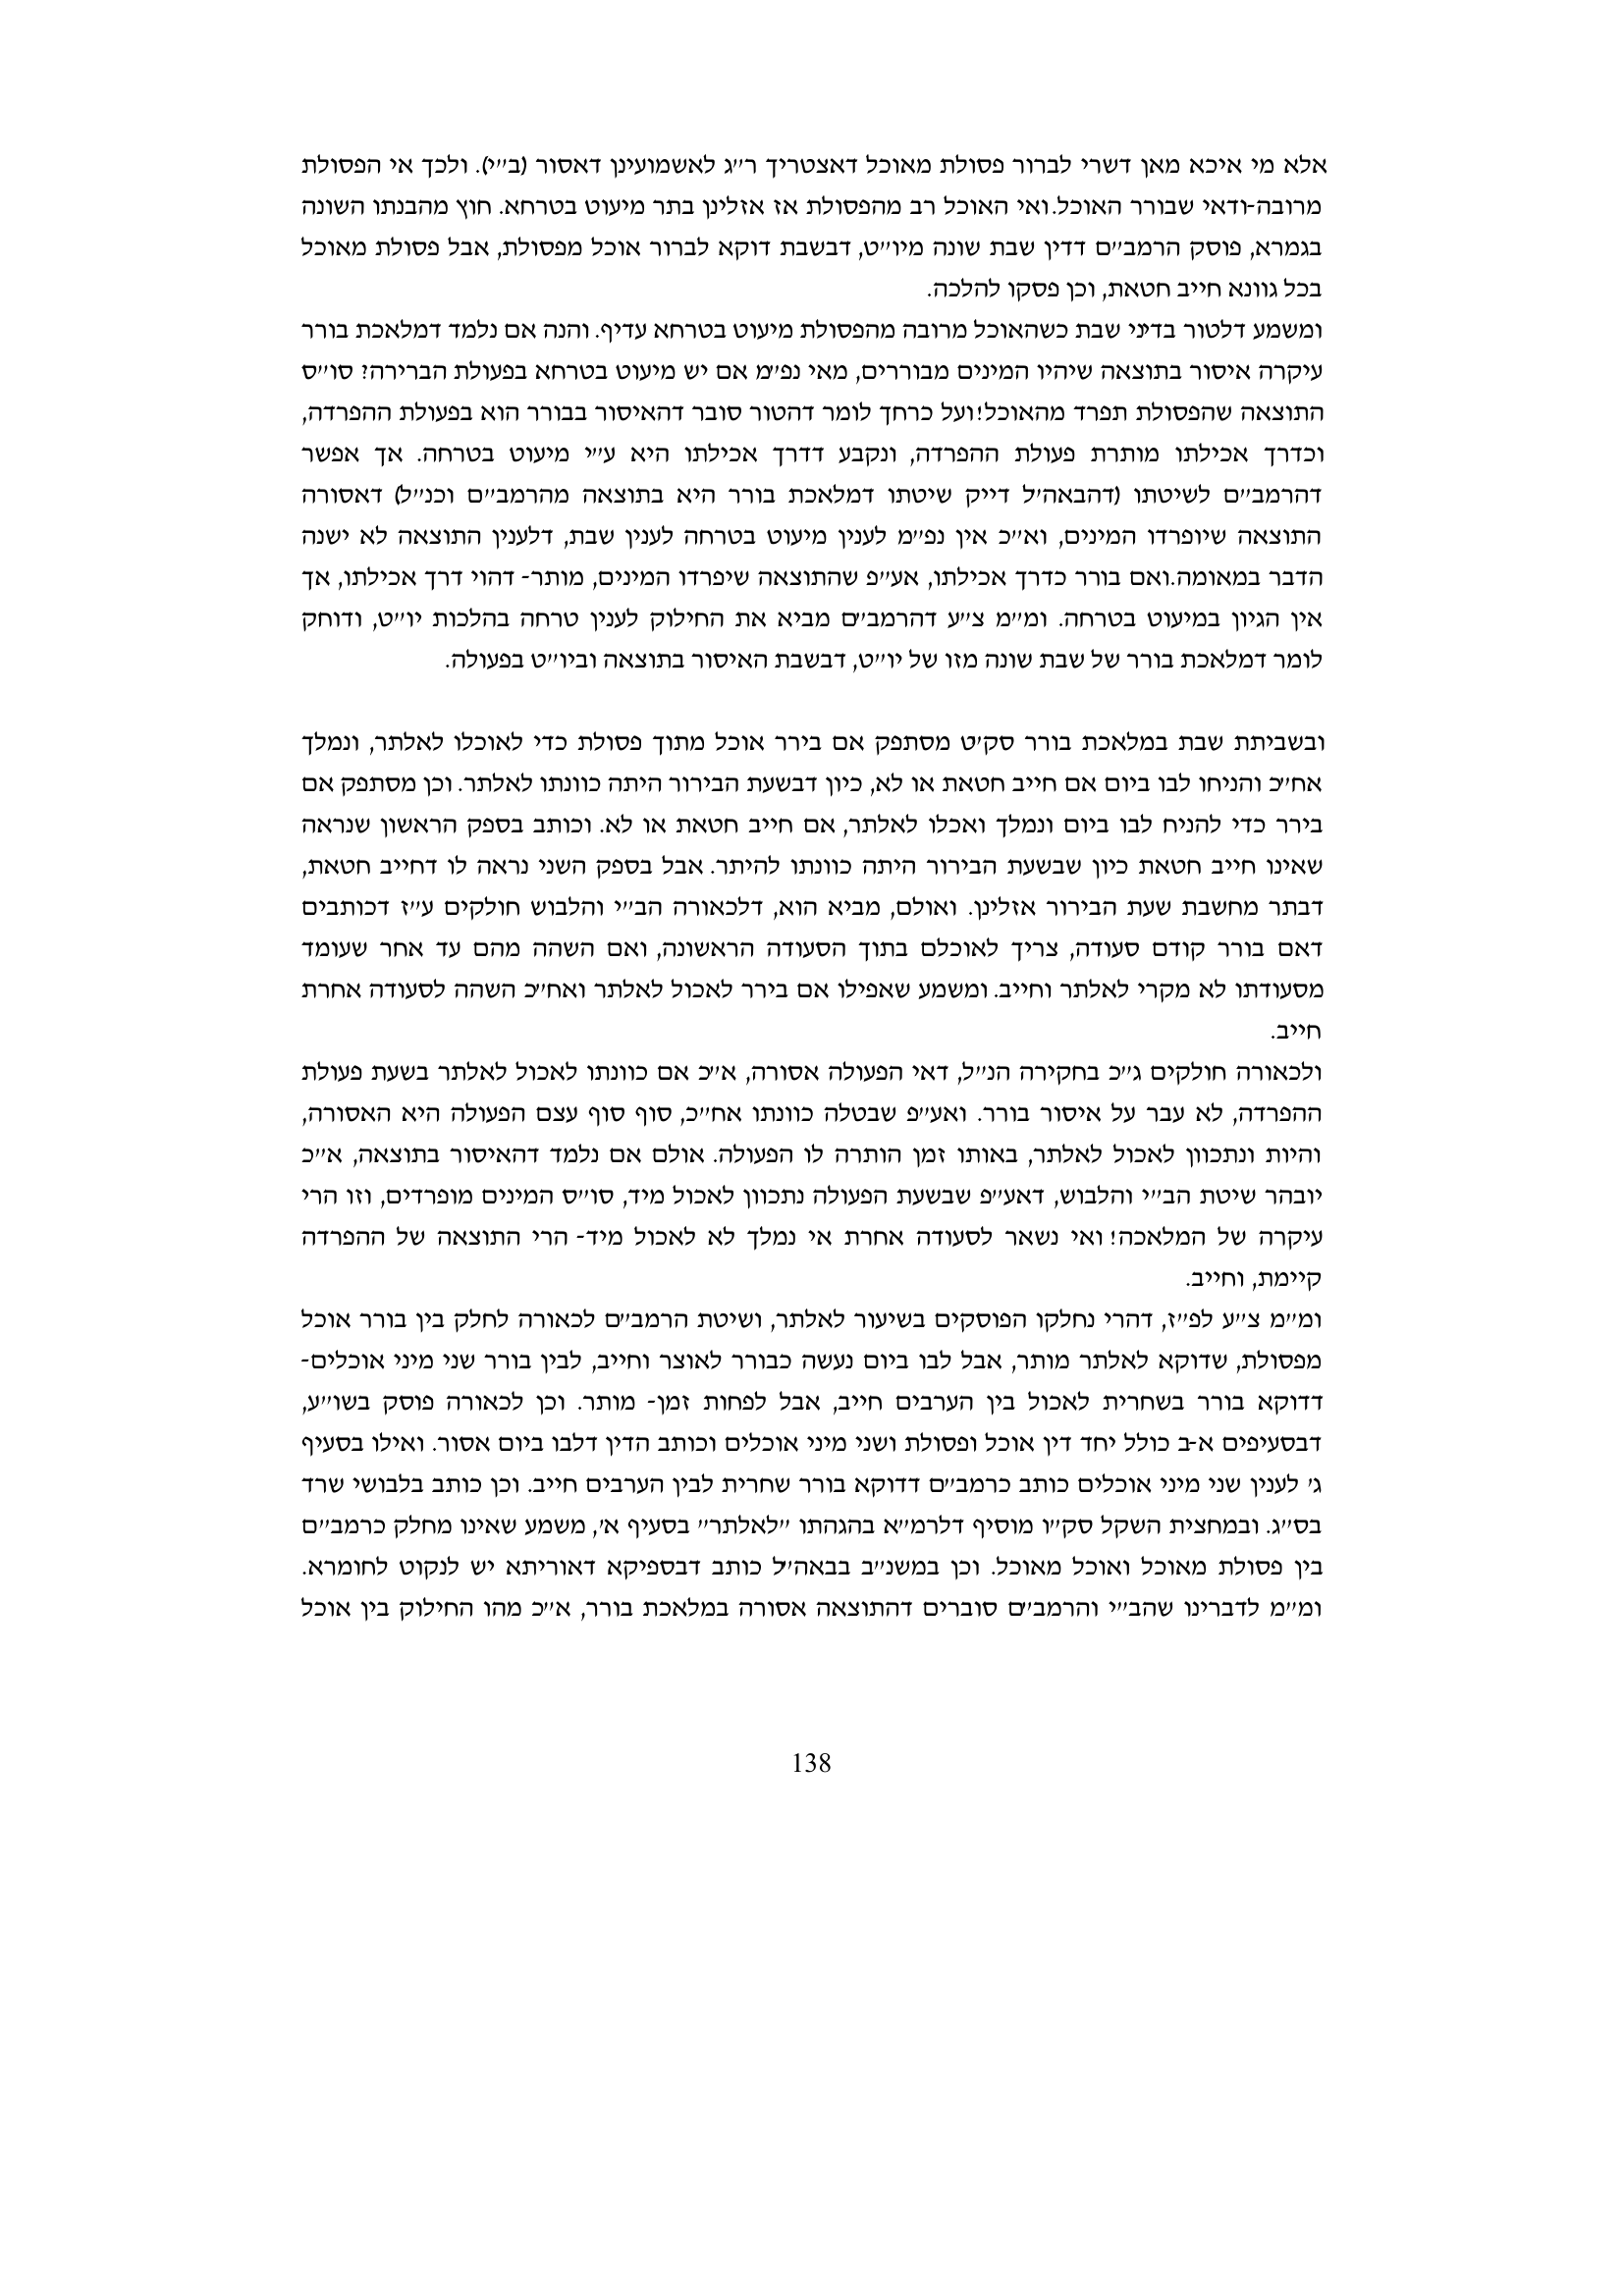 אלא מי איכא מאן דשרי לברור פסולת מאוכל דאצטריך ר״ג לאשמועינן דאסור (ב״י). ולכך אי הפסולת
מרובה-ודאי שבורר האוכל.ואי האוכל רב מהפסולת אז אזלינן בתר מיעוט בטרחא. חוץ מהבנתו השונה
בגמרא, פוסק הרמב״ם דדין שבת שונה מיו״ט, דבשבת דוקא לברור אוכל מפסולת, אבל פסולת מאוכל
בכל גוונא חייב חטאת, וכן פסקו להלכה.
ומשמע דלטור בדיני שבת כשהאוכל מרובה מהפסולת מיעוט בטרחא עדיף. והנה אם נלמד דמלאכת בורר
עיקרה איסור בתוצאה שיהיו המינים מבוררים, מאי נפ״מ אם יש מיעוט בטרחא בפעולת הברירה? סו״ס
התוצאה שהפסולת תפרד מהאוכל!ועל כרחך לומר דהטור סובר דהאיסור בבורר הוא בפעולת ההפרדה,
וכדרך אכילתו מותרת פעולת ההפרדה, ונקבע דדרך אכילתו היא ע״י מיעוט בטרחה. אך אפשר
דהרמב״ם לשיטתו (דהבאה״ל דייק שיטתו דמלאכת בורר היא בתוצאה מהרמב״ם וכנ״ל) דאסורה
התוצאה שיופרדו המינים, וא״כ אין נפ״מ לענין מיעוט בטרחה לענין שבת, דלענין התוצאה לא ישנה
הדבר במאומה.ואם בורר כדרך אכילתו, אע״פ שהתוצאה שיפרדו המינים, מותר- דהוי דרך אכילתו, אך
אין הגיון במיעוט בטרחה. ומ״מ צ״ע דהרמב״ם מביא את החילוק לענין טרחה בהלכות יו״ט, ודוחק
לומר דמלאכת בורר של שבת שונה מזו של יו״ט, דבשבת האיסור בתוצאה וביו״ט בפעולה.
ובשביתת שבת במלאכת בורר סק״ט מסתפק אם בירר אוכל מתוך פסולת כדי לאוכלו לאלתר, ונמלך
אח״כ והניחו לבו ביום אם חייב חטאת או לא, כיון דבשעת הבירור היתה כוונתו לאלתר. וכן מסתפק אם
בירר כדי להניח לבו ביום ונמלך ואכלו לאלתר, אם חייב חטאת או לא. וכותב בספק הראשון שנראה
שאינו חייב חטאת כיון שבשעת הבירור היתה כוונתו להיתר. אבל בספק השני נראה לו דחייב חטאת,
דבתר מחשבת שעת הבירור אזלינן. ואולם, מביא הוא, דלכאורה הב״י והלבוש חולקים ע״ז דכותבים
דאם בורר קודם סעודה, צריך לאוכלם בתוך הסעודה הראשונה, ואם השהה מהם עד אחר שעומד
מסעודתו לא מקרי לאלתר וחייב. ומשמע שאפילו אם בירר לאכול לאלתר ואח״כ השהה לסעודה אחרת
חייב.
ולכאורה חולקים ג״כ בחקירה הנ״ל, דאי הפעולה אסורה, א״כ אם כוונתו לאכול לאלתר בשעת פעולת
ההפרדה, לא עבר על איסור בורר. ואע״פ שבטלה כוונתו אח״כ, סוף סוף עצם הפעולה היא האסורה,
והיות ונתכוון לאכול לאלתר, באותו זמן הותרה לו הפעולה. אולם אם נלמד דהאיסור בתוצאה, א״כ
יובהר שיטת הב״י והלבוש, דאע״פ שבשעת הפעולה נתכוון לאכול מיד, סו״ס המינים מופרדים, וזו הרי
עיקרה של המלאכה! ואי נשאר לסעודה אחרת אי נמלך לא לאכול מיד- הרי התוצאה של ההפרדה
קיימת, וחייב.
ומ״מ צ״ע לפ״ז, דהרי נחלקו הפוסקים בשיעור לאלתר, ושיטת הרמב״ם לכאורה לחלק בין בורר אוכל
מפסולת, שדוקא לאלתר מותר, אבל לבו ביום נעשה כבורר לאוצר וחייב, לבין בורר שני מיני אוכלים-
דדוקא בורר בשחרית לאכול בין הערבים חייב, אבל לפחות זמן- מותר. וכן לכאורה פוסק בשו״ע,
דבסעיפים א-ב כולל יחד דין אוכל ופסולת ושני מיני אוכלים וכותב הדין דלבו ביום אסור. ואילו בסעיף
ג׳ לענין שני מיני אוכלים כותב כרמב״ם דדוקא בורר שחרית לבין הערבים חייב. וכן כותב בלבושי שרד
בס״ג. ובמחצית השקל סק״ו מוסיף דלרמ״א בהגהתו ״לאלתר״ בסעיף א׳, משמע שאינו מחלק כרמב״ם
בין פסולת מאוכל ואוכל מאוכל. וכן במשנ״ב בבאה״ל כותב דבספיקא דאוריתא יש לנקוט לחומרא.
ומ״מ לדברינו שהב״י והרמב״ם סוברים דהתוצאה אסורה במלאכת בורר, א״כ מהו החילוק בין אוכל
138